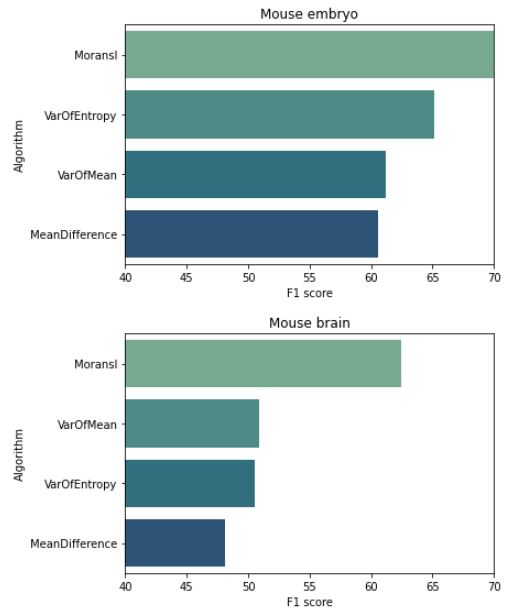 Mouse embryo
MoransI
VarOfEntropy
VarOfMean
MeanDifference
Algorithm
40 45 50 55 60 65 70
F1 score
Mouse brain
MoransI
VarOfMean
VarOfEntropy
MeanDifference
Algorithm
40 45 50 55 60 65 70
F1 score